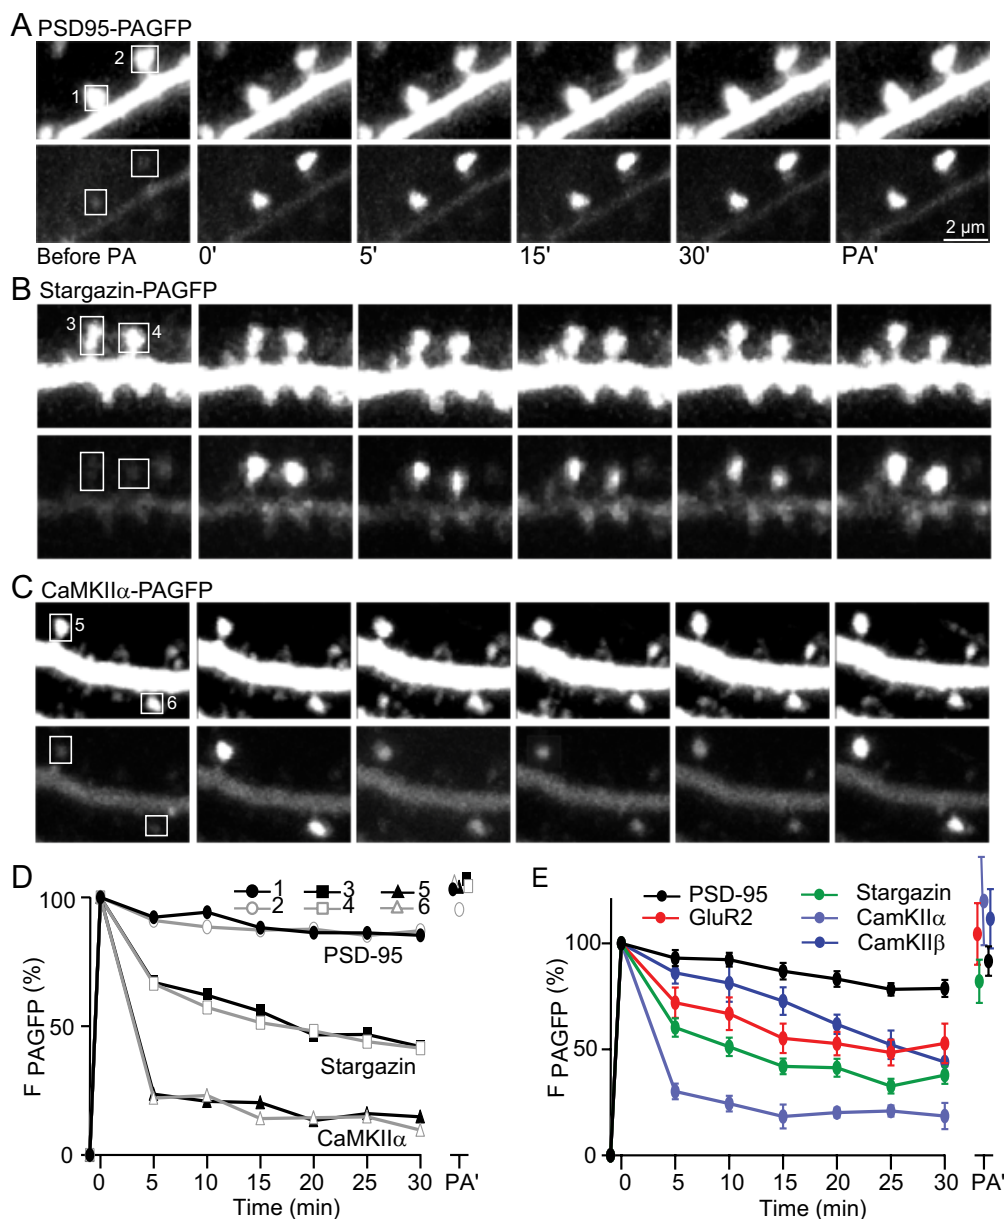 A PSD95-PAGFP
2
1
Before PA 0' 5' 15' 30' PA'
2 µm
B Stargazin-PAGFP
3 4
C CaMKIIα-PAGFP
5
6
D
1 3 5
2 4 6
100
50
0
F PAGFP (%)
PSD-95
Stargazin
CaMKIIα
0 5 10 15 20 25 30 PA'
Time (min)
E
PSD-95 Stargazin
GluR2 CamKIIα
CamKIIβ
100
50
0
F PAGFP (%)
0 5 10 15 20 25 30 PA'
Time (min)